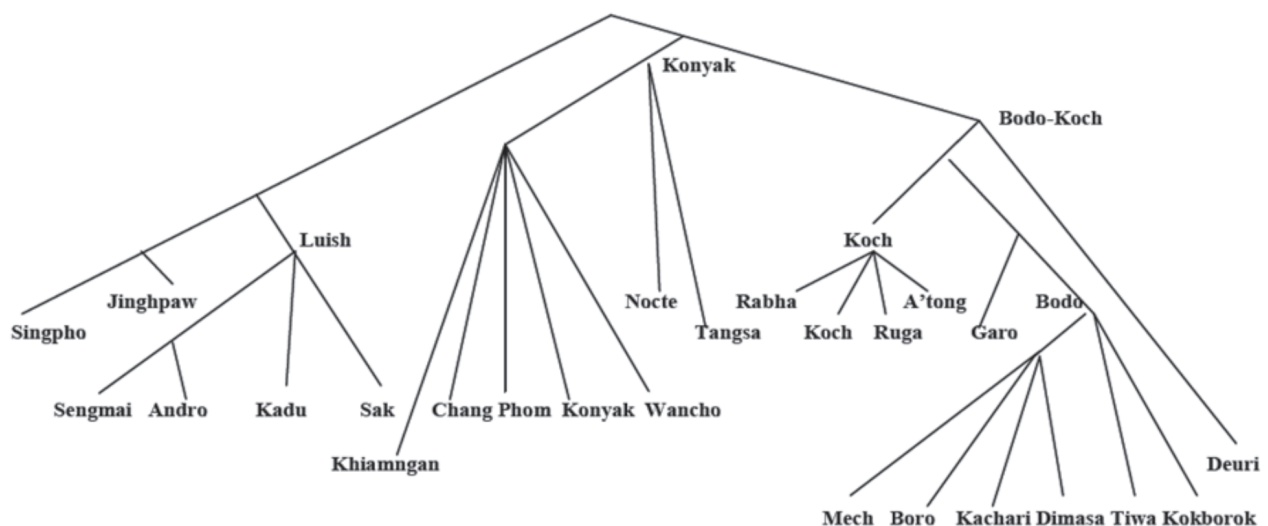 Konyak
Bodo-Koch
Luish
Koch
Jinghpaw
Nocte
Rabha
A’tong
Bodo
Singpho
Tangsa
Koch
Ruga
Garo
Sengmai
Andro
Kadu
Sak
Chang
Phom
Konyak
Wancho
Khiamngan
Deuri
Mech
Boro
Kachari
Dimasa
Tiwa
Kokborok